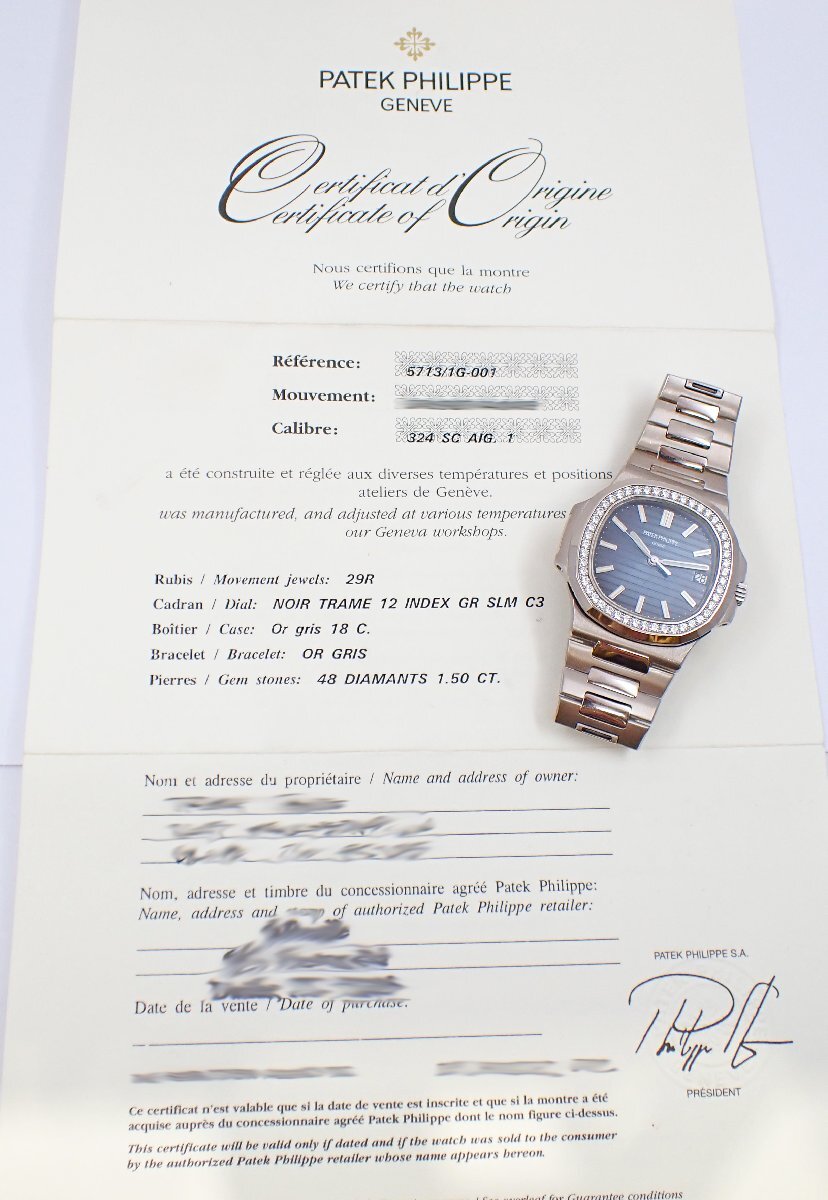 PATEK PHILIPPE
GENEVE
Certificat d'Origine
Certificate of Origin
Nous certifions que la montre
We certify that the watch
Référence: 5713/1G-001
Mouvement:
Calibre: 324 SC AIG. 1
a été construite et réglée aux diverses températures et positions
ateliers de Genève.
was manufactured, and adjusted at various temperatures
our Geneva workshops.
PATEK PHILIPPE
GENEVE
Rubis / Movement jewels: 29R
Cadran / Dial: NOIR TRAME 12 INDEX GR SLM C3
Boîtier / Case: Or gris 18 C.
Bracelet / Bracelet: OR GRIS
Pierres / Gem stones: 48 DIAMANTS 1.50 CT.
Nom et adresse du propriétaire / Name and address of owner:
Nom, adresse et timbre du concessionnaire agréé Patek Philippe:
Name, address and of authorized Patek Philippe retailer:
PATEK PHILIPPE S.A.
Date de la vente / Date of purchase:
PRÉSIDENT
Ce certificat n'est valable que si la date de vente est inscrite et que si la montre a été
acquise auprès du concessionnaire agréé Patek Philippe dont le nom figure ci-dessus.
This certificate will be valid only if dated and if the watch was sold to the consumer
by the authorized Patek Philippe retailer whose name appears hereon.
/ See overleaf for Guarantee conditions